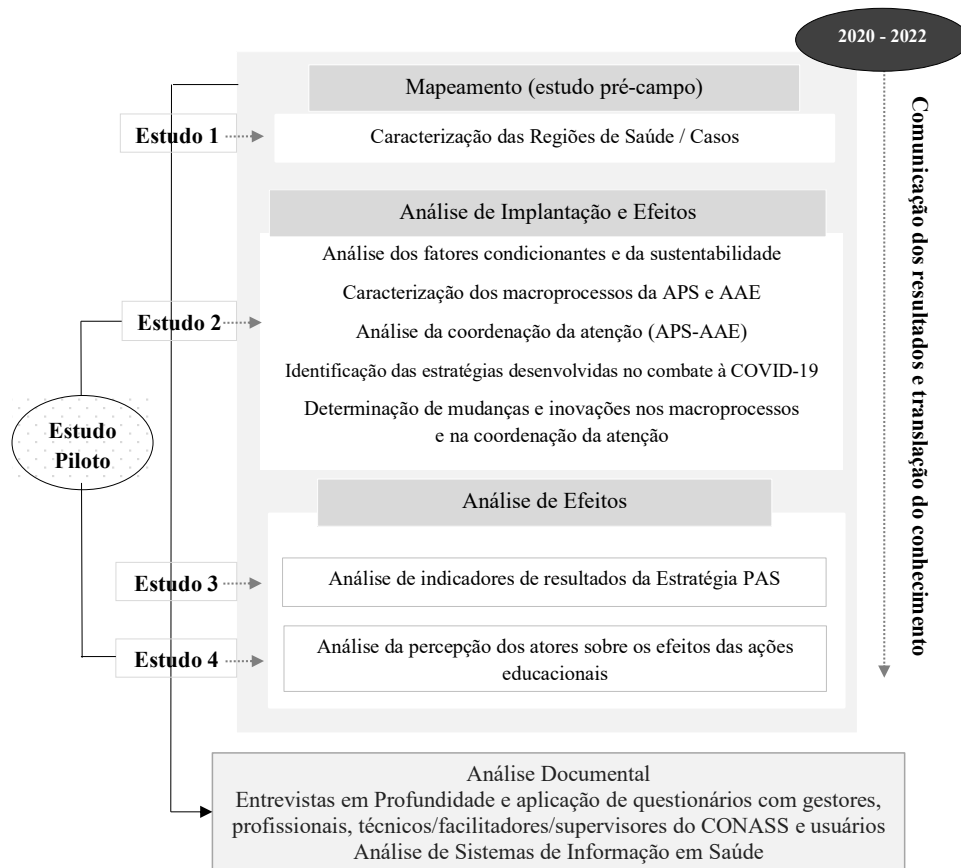 2020 - 2022
Mapeamento (estudo pré-campo)
Estudo 1
Caracterização das Regiões de Saúde / Casos
Análise de Implantação e Efeitos
Análise dos fatores condicionantes e da sustentabilidade
Caracterização dos macroprocessos da APS e AAE
Estudo 2
Análise da coordenação da atenção (APS-AAE)
Identificação das estratégias desenvolvidas no combate à COVID-19
Determinação de mudanças e inovações nos macroprocessos
e na coordenação da atenção
Estudo
Piloto
Análise de Efeitos
Estudo 3
Análise de indicadores de resultados da Estratégia PAS
Estudo 4
Análise da percepção dos atores sobre os efeitos das ações
educacionais
Comunicação dos resultados e translação do conhecimento
Análise Documental
Entrevistas em Profundidade e aplicação de questionários com gestores,
profissionais, técnicos/facilitadores/supervisores do CONASS e usuários
Análise de Sistemas de Informação em Saúde